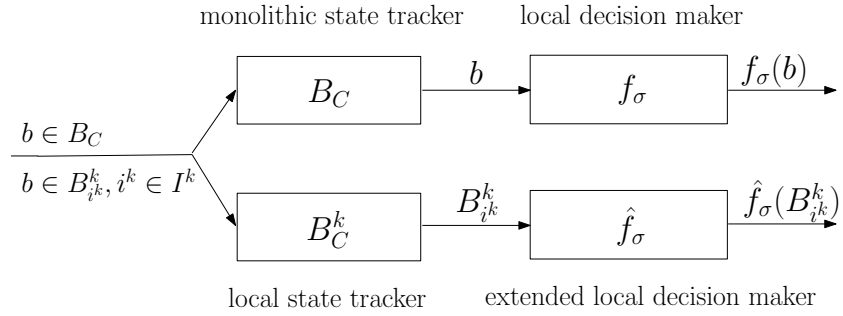 monolithic state tracker local decision maker
B_C b f_σ f_σ(b)
b ∈ B_C
b ∈ B^k_{i^k}, i^k ∈ I^k
B^k_C B^k_{i^k} f̂_σ f̂_σ(B^k_{i^k})
local state tracker extended local decision maker